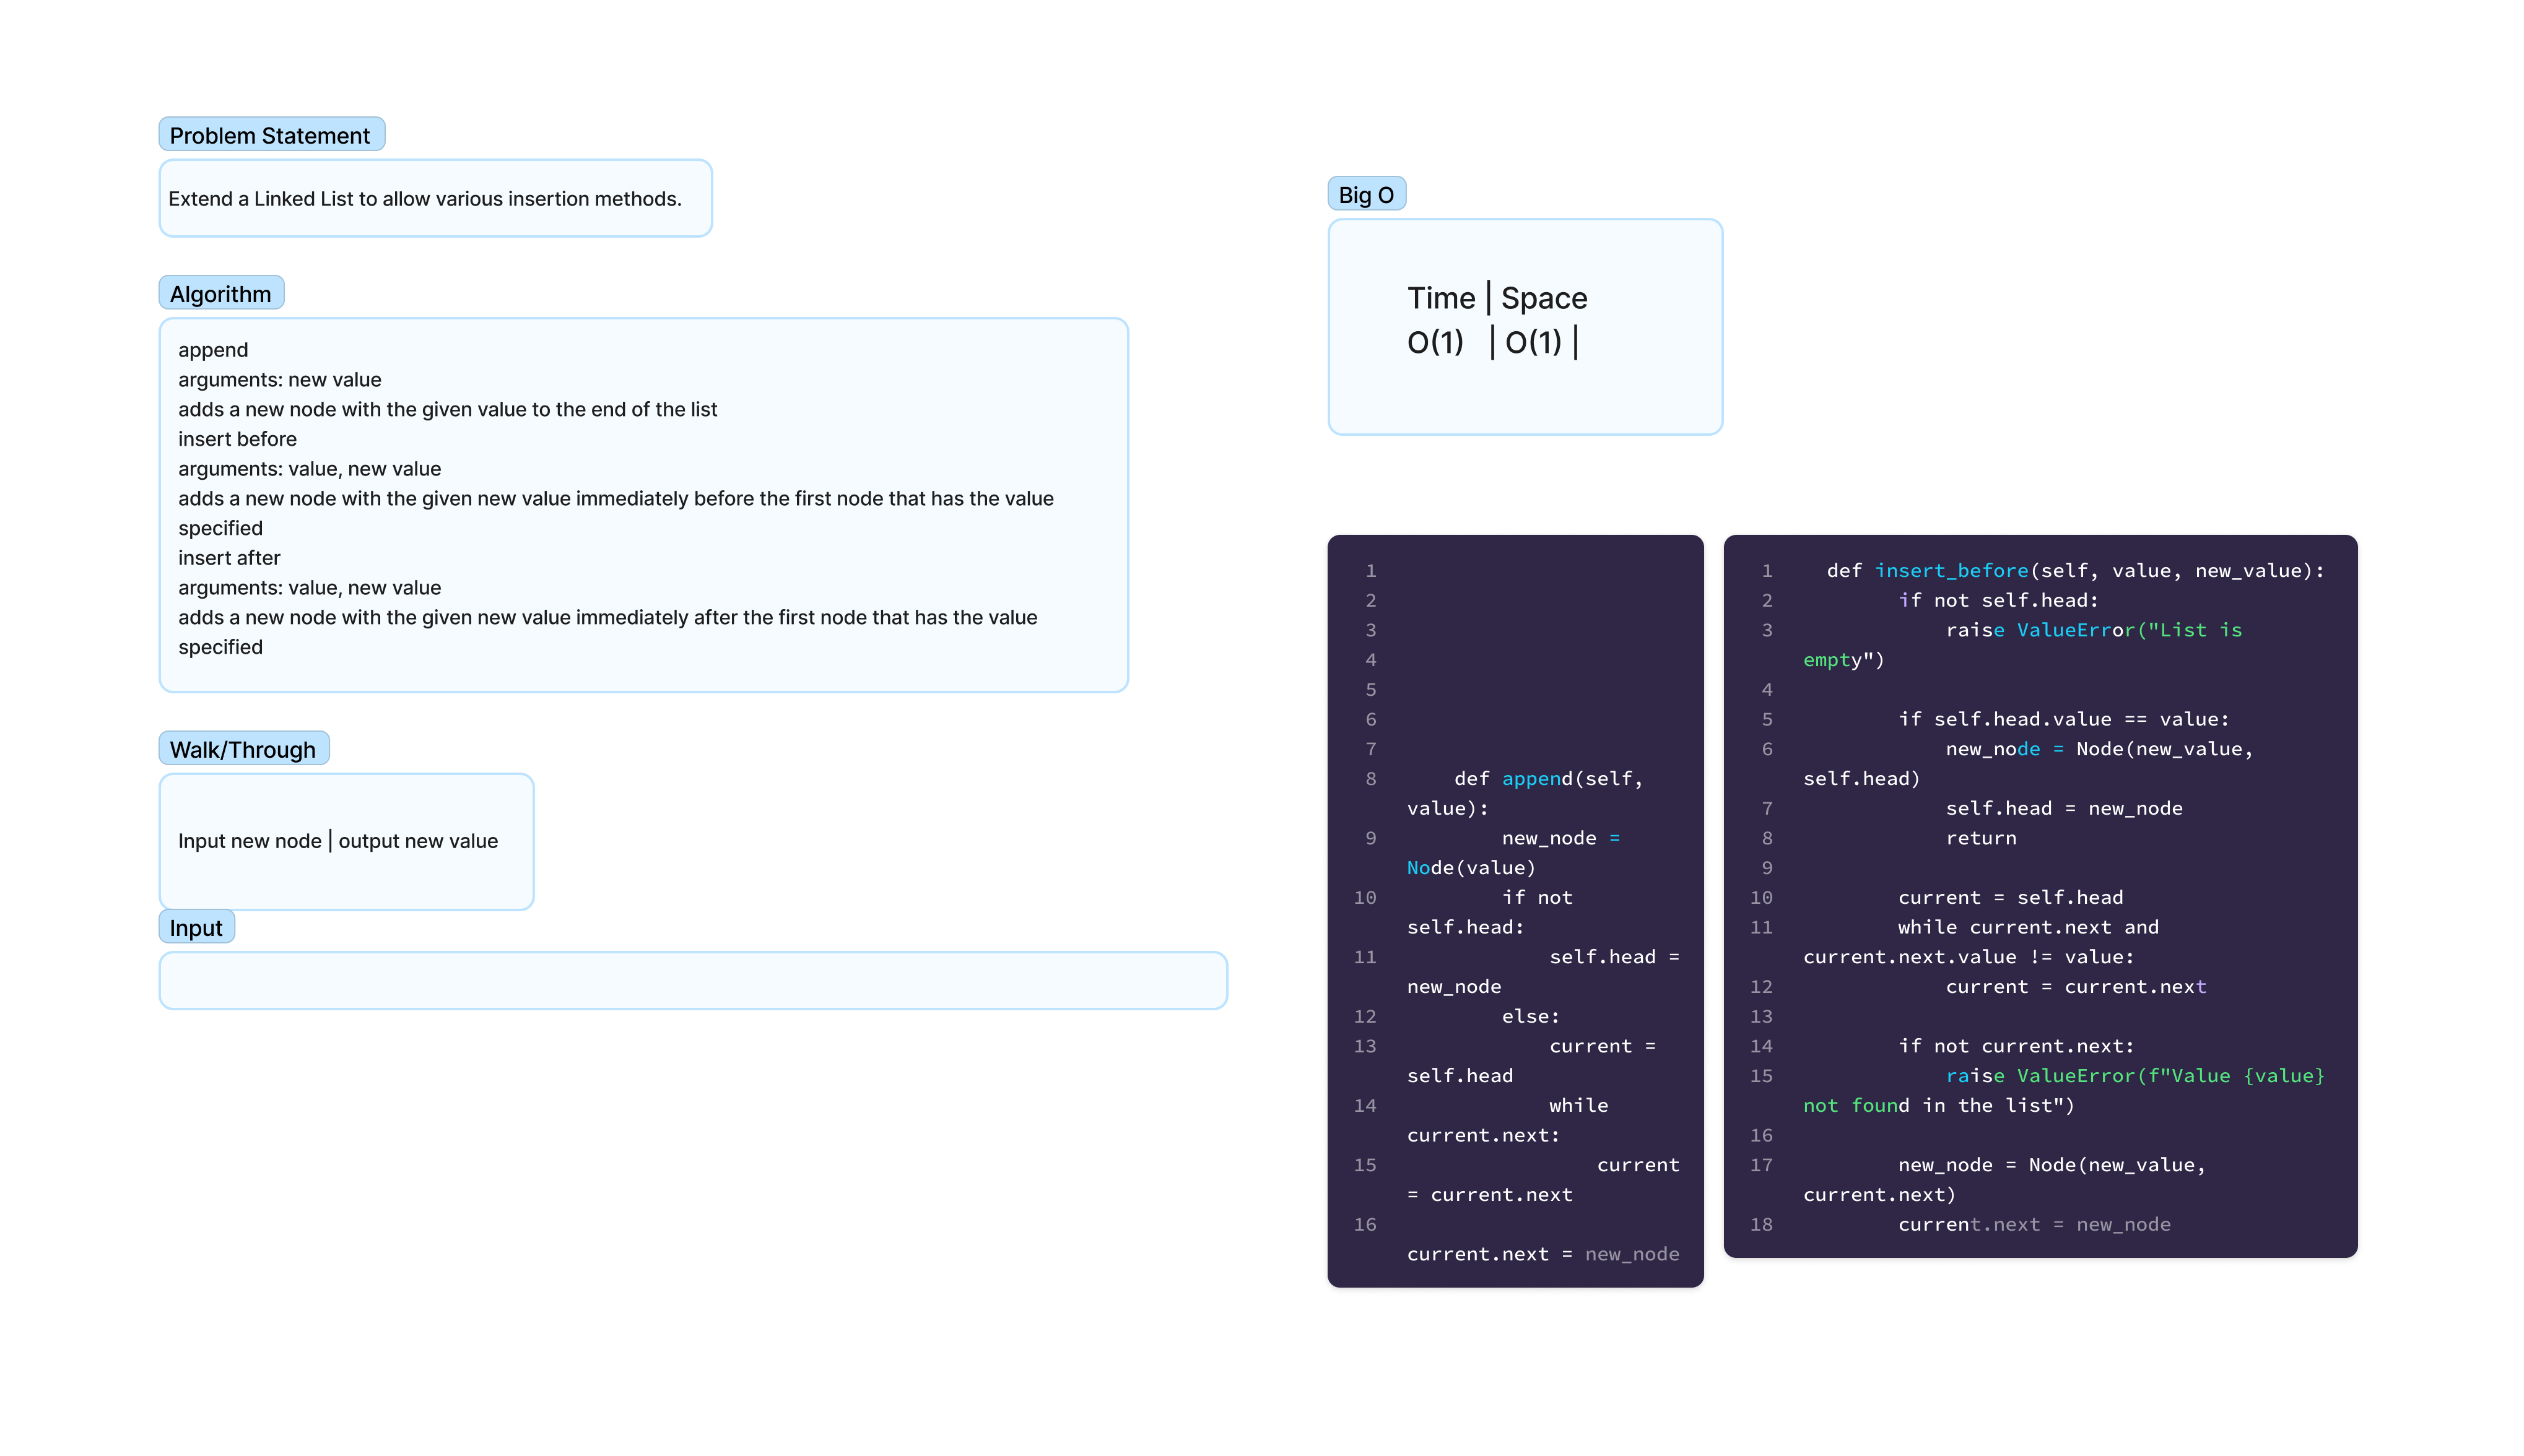 Problem Statement
Extend a Linked List to allow various insertion methods.
Algorithm
append
arguments: new value
adds a new node with the given value to the end of the list
insert before
arguments: value, new value
adds a new node with the given new value immediately before the first node that has the value
specified
insert after
arguments: value, new value
adds a new node with the given new value immediately after the first node that has the value
specified
Walk/Through
Input new node | output new value
Input
Big O
Time | Space
O(1) | O(1) |
1
2
3
4
5
6
7
8 def append(self,
value):
9 new_node =
Node(value)
10 if not
self.head:
11 self.head =
new_node
12 else:
13 current =
self.head
14 while
current.next:
15 current
= current.next
16
current.next = new_node
1 def insert_before(self, value, new_value):
2 if not self.head:
3 raise ValueError("List is
empty")
4
5 if self.head.value == value:
6 new_node = Node(new_value,
self.head)
7 self.head = new_node
8 return
9
10 current = self.head
11 while current.next and
current.next.value != value:
12 current = current.next
13
14 if not current.next:
15 raise ValueError(f"Value {value}
not found in the list")
16
17 new_node = Node(new_value,
current.next)
18 current.next = new_node